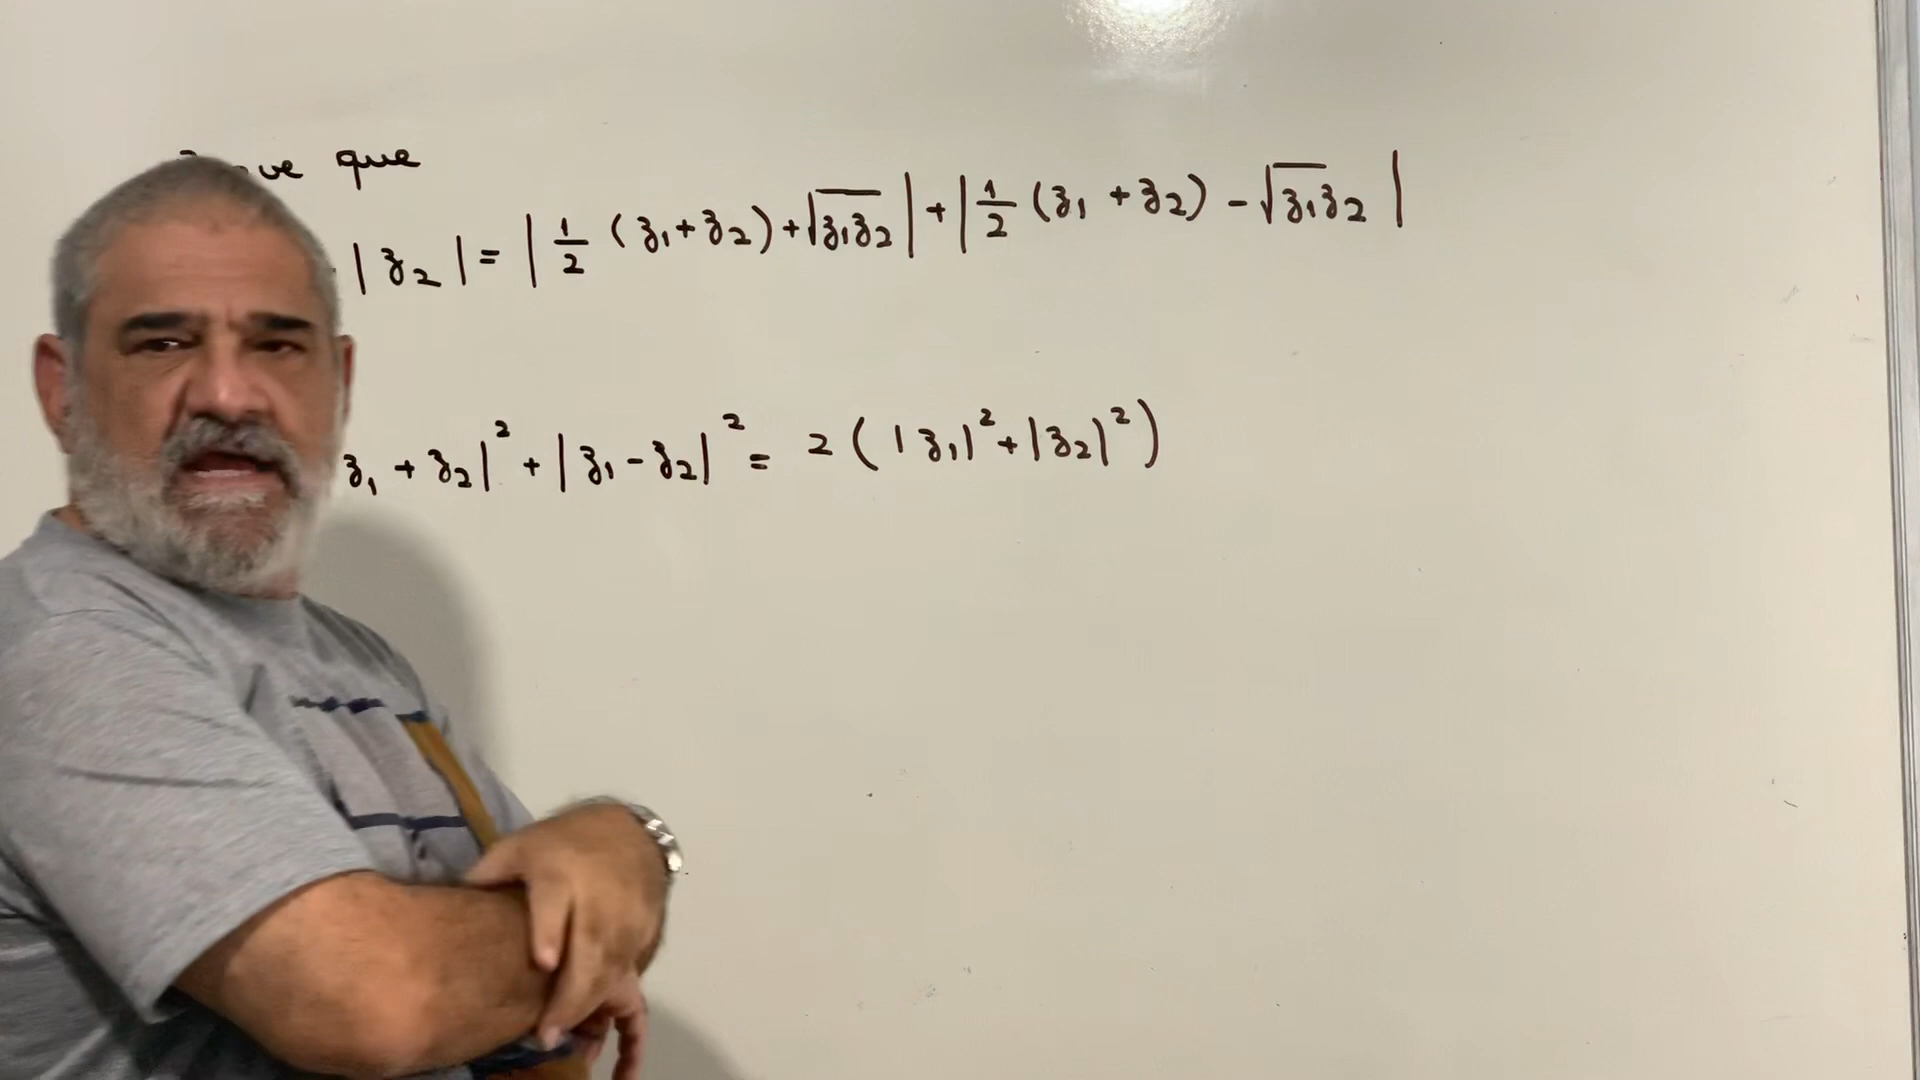 que
|z₂| = |½ (z₁ + z₂) + √z₁z₂| + |½ (z₁ + z₂) - √z₁z₂|
z₁ + z₂|² + |z₁ - z₂|² = 2 (|z₁|² + |z₂|²)